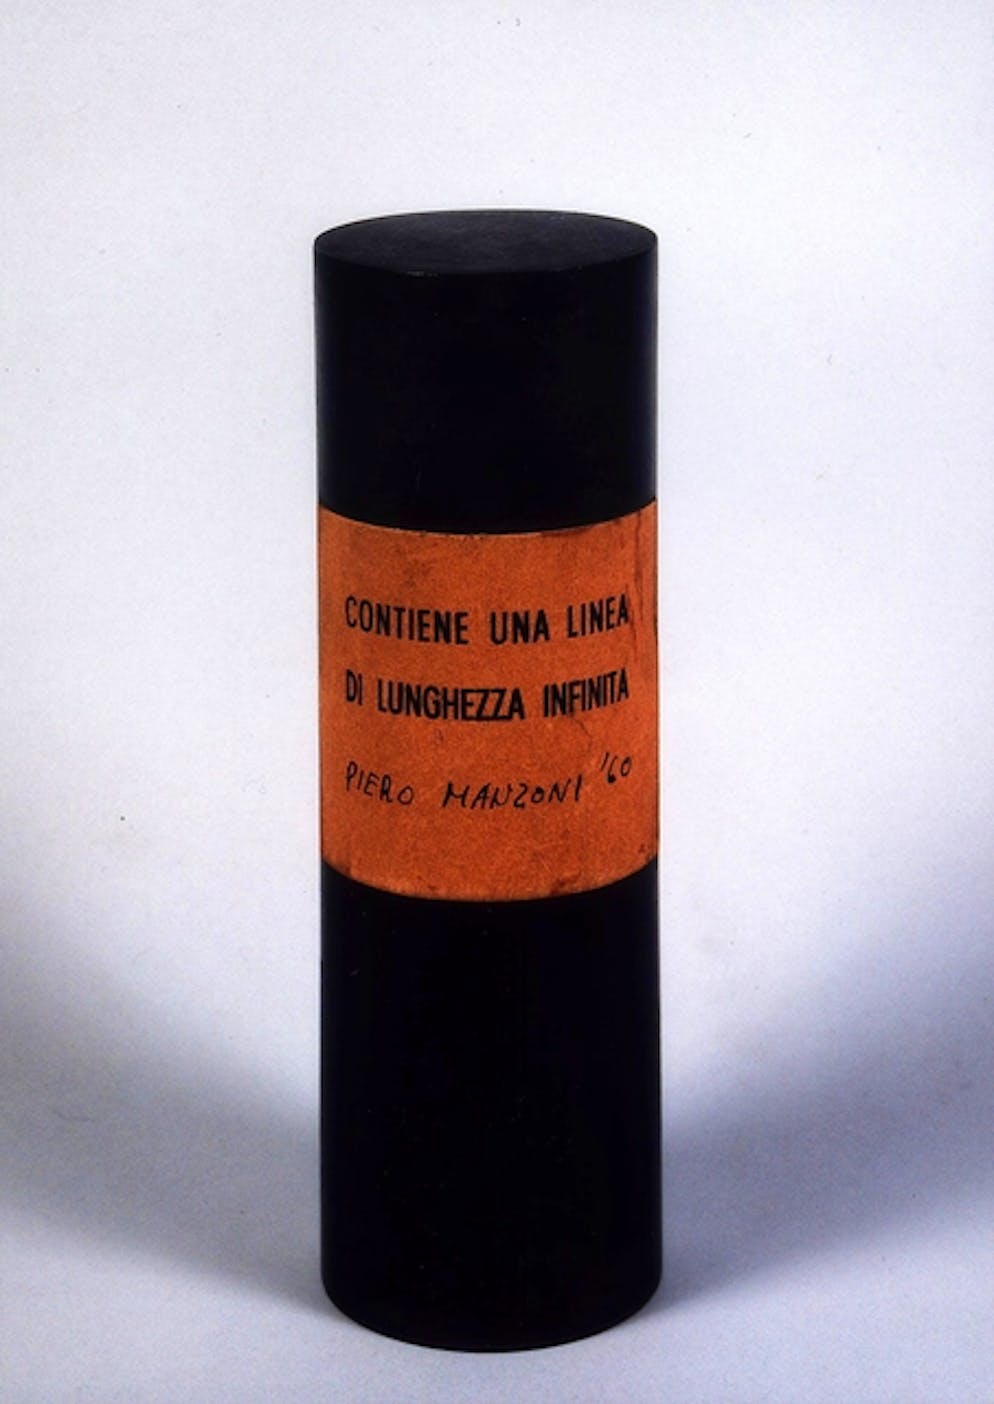 CONTIENE UNA LINEA
DI LUNGHEZZA INFINITA
PIERO MANZONI '60